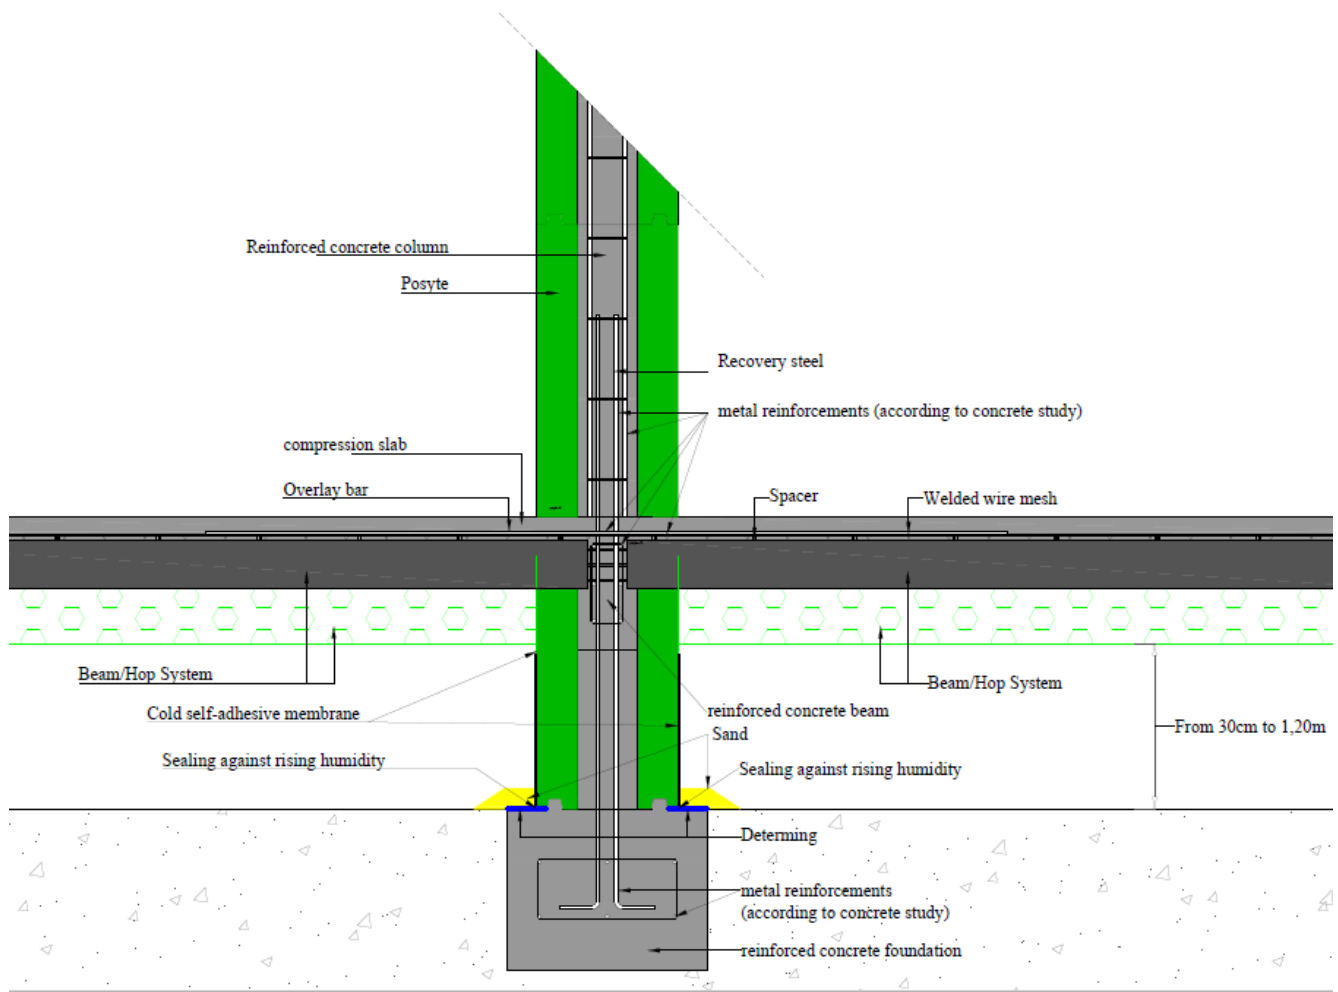 Reinforced concrete column
Posyte
Recovery steel
metal reinforcements (according to concrete study)
compression slab
Overlay bar
Spacer
Welded wire mesh
Beam/Hop System
Beam/Hop System
Cold self-adhesive membrane
reinforced concrete beam
Sand
From 30cm to 1,20m
Sealing against rising humidity
Sealing against rising humidity
Determing
metal reinforcements
(according to concrete study)
reinforced concrete foundation